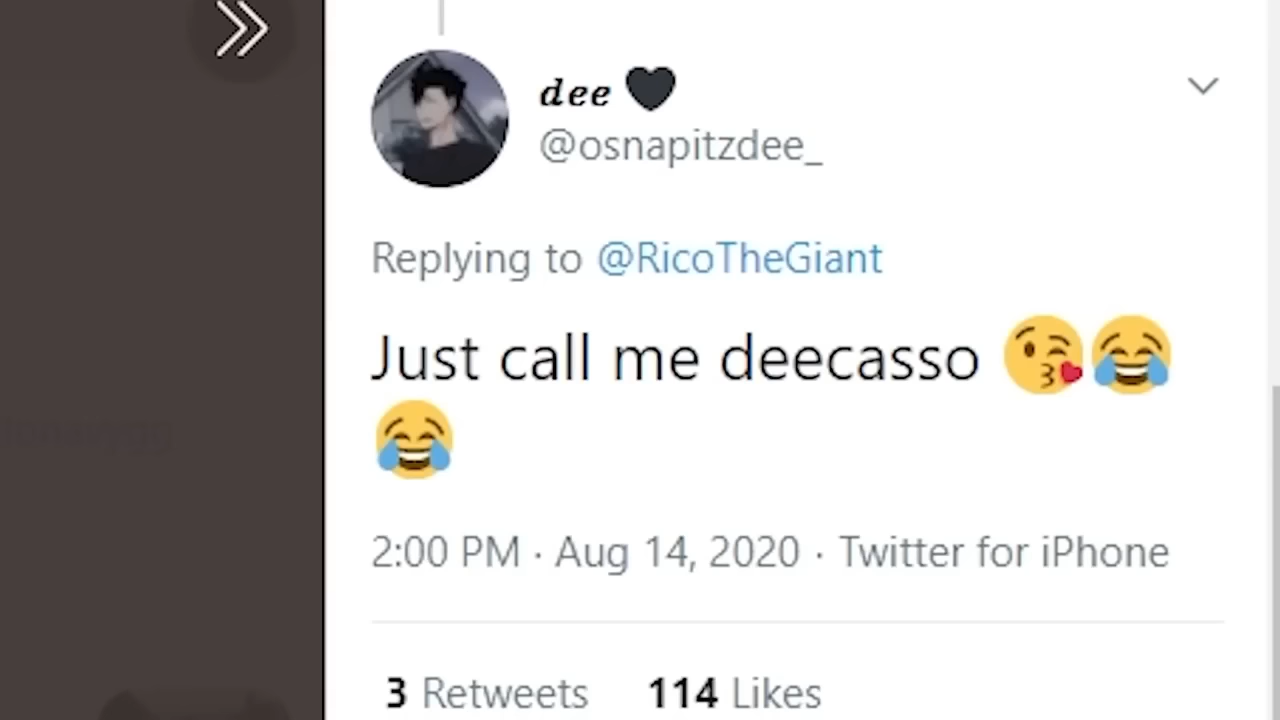 dee 🖤
@osnapitzdee_
Replying to @RicoTheGiant
Just call me deecasso 😘😂
😂
2:00 PM · Aug 14, 2020 · Twitter for iPhone
3 Retweets 114 Likes